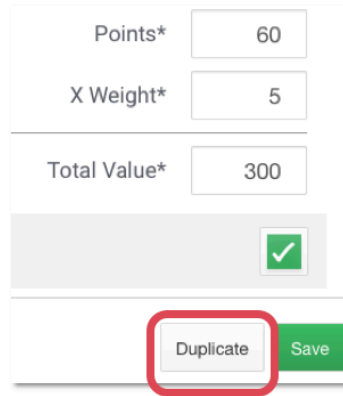 Points* 60
X Weight* 5
Total Value* 300
Duplicate Save